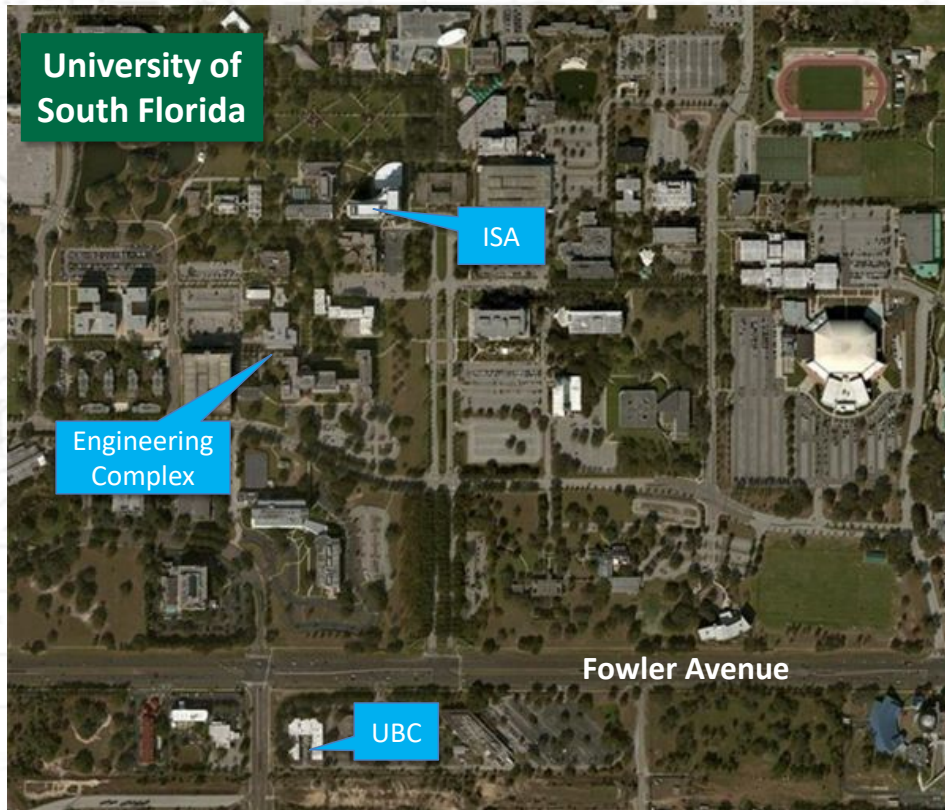 University of
South Florida
ISA
Engineering
Complex
Fowler Avenue
UBC